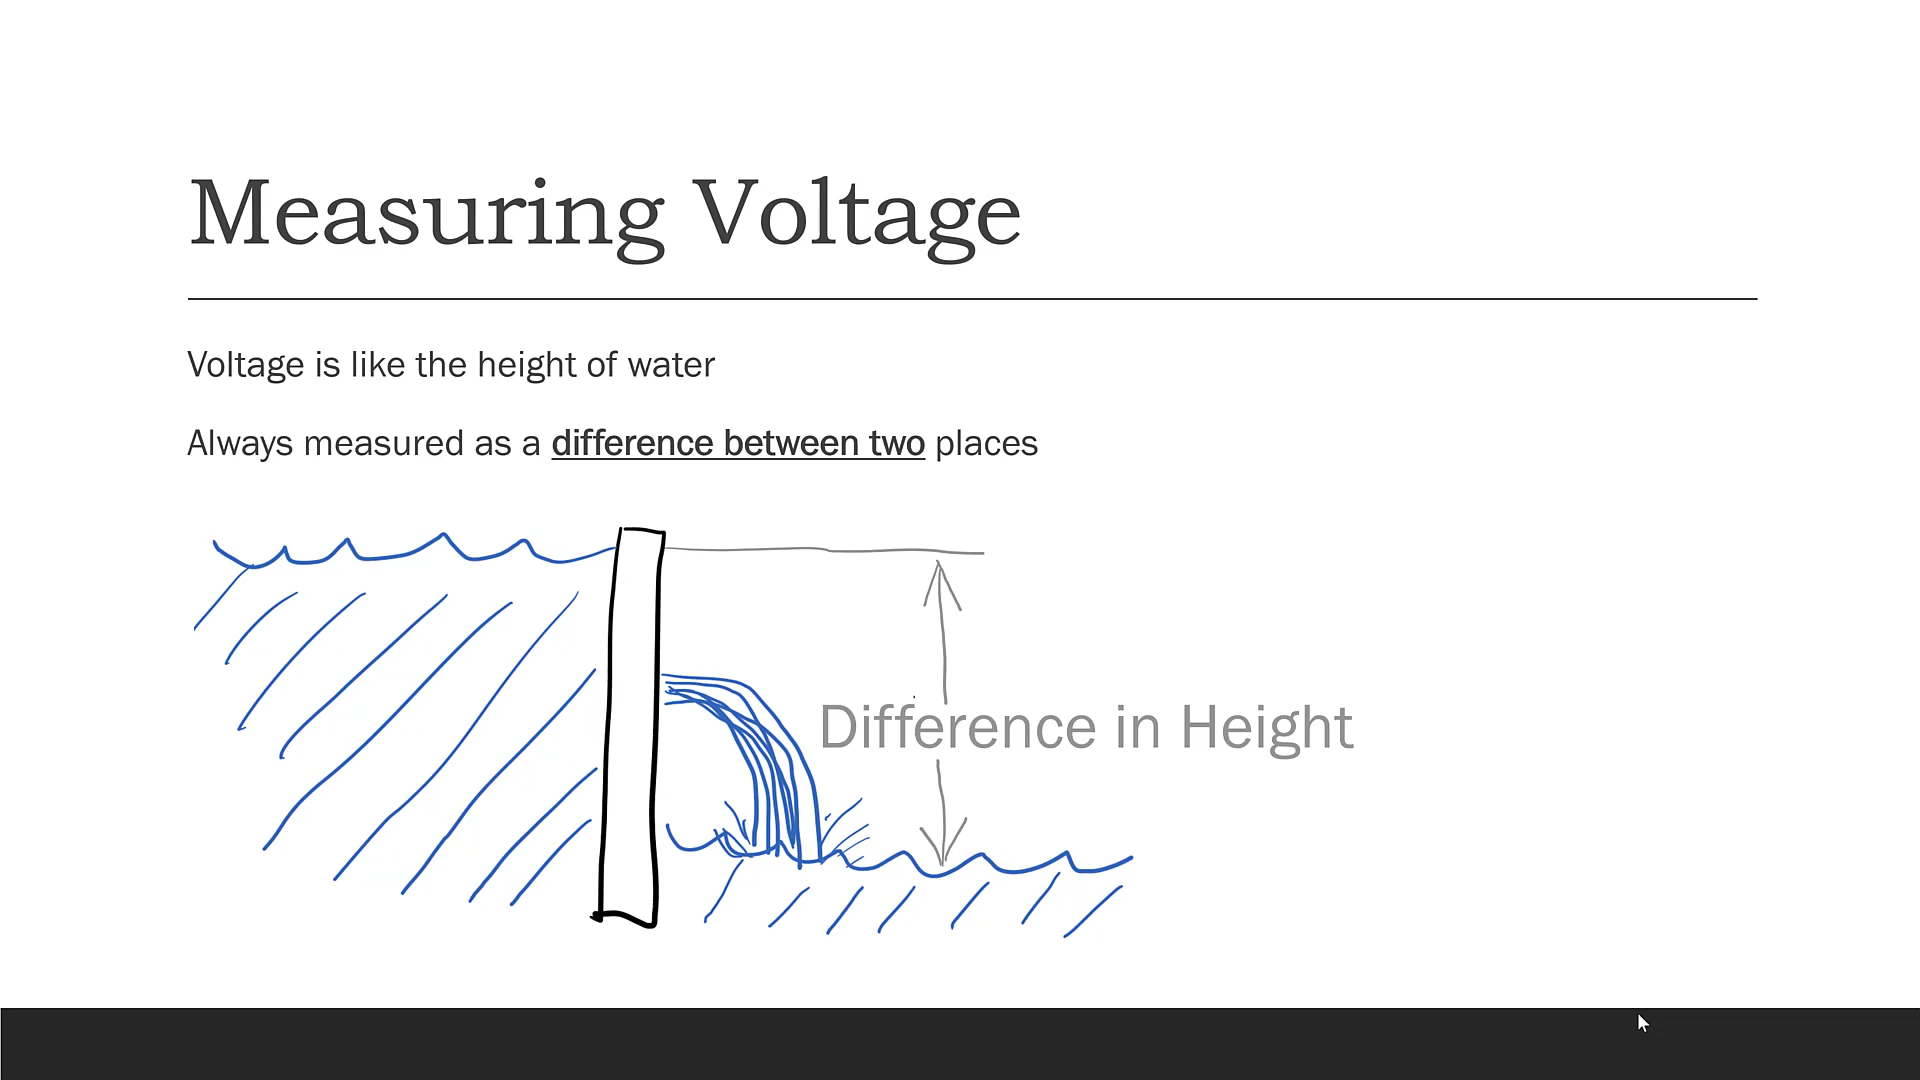 Measuring Voltage
Voltage is like the height of water
Always measured as a difference between two places
Difference in Height